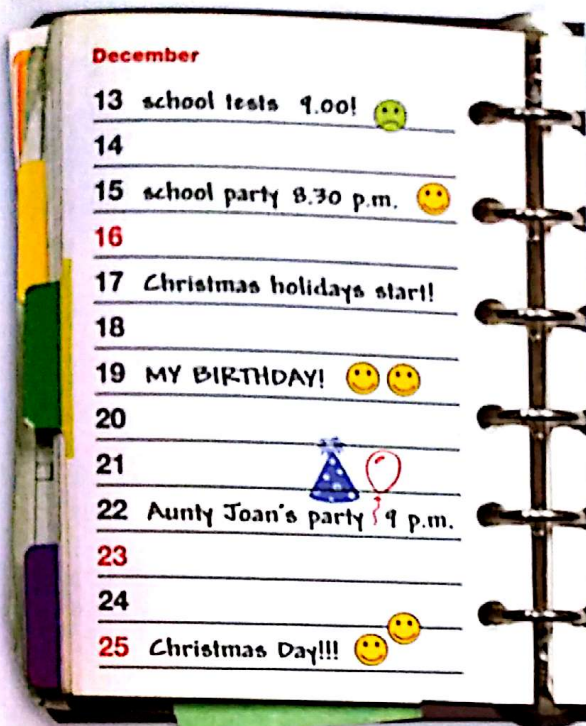 December
13 school tests 9.00!
14
15 school party 8.30 p.m.
16
17 Christmas holidays start!
18
19 MY BIRTHDAY!
20
21
22 Aunty Joan's party 9 p.m.
23
24
25 Christmas Day!!!